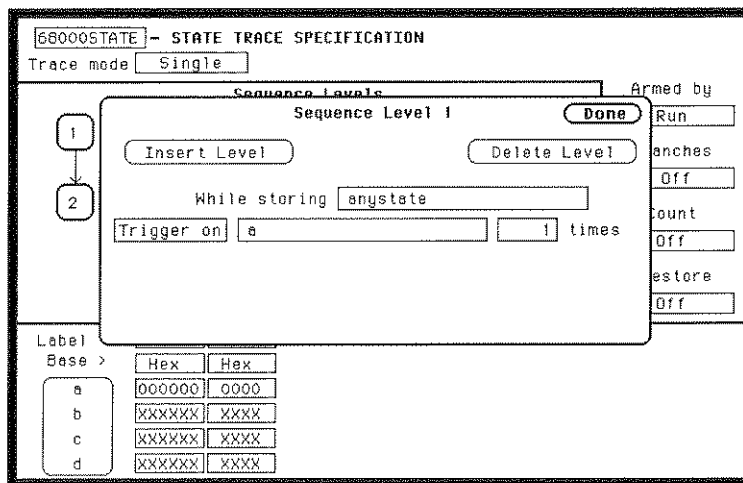 68000STATE - STATE TRACE SPECIFICATION
Trace mode Single
Sequence Levels
Armed by
Run
Sequence Level 1 Done
1
Insert Level Delete Level
anches
Off
2
While storing anystate
Trigger on a 1 times
ount
Off
estore
Off
Label
Base > Hex Hex
a 000000 0000
b XXXXXX XXXX
c XXXXXX XXXX
d XXXXXX XXXX